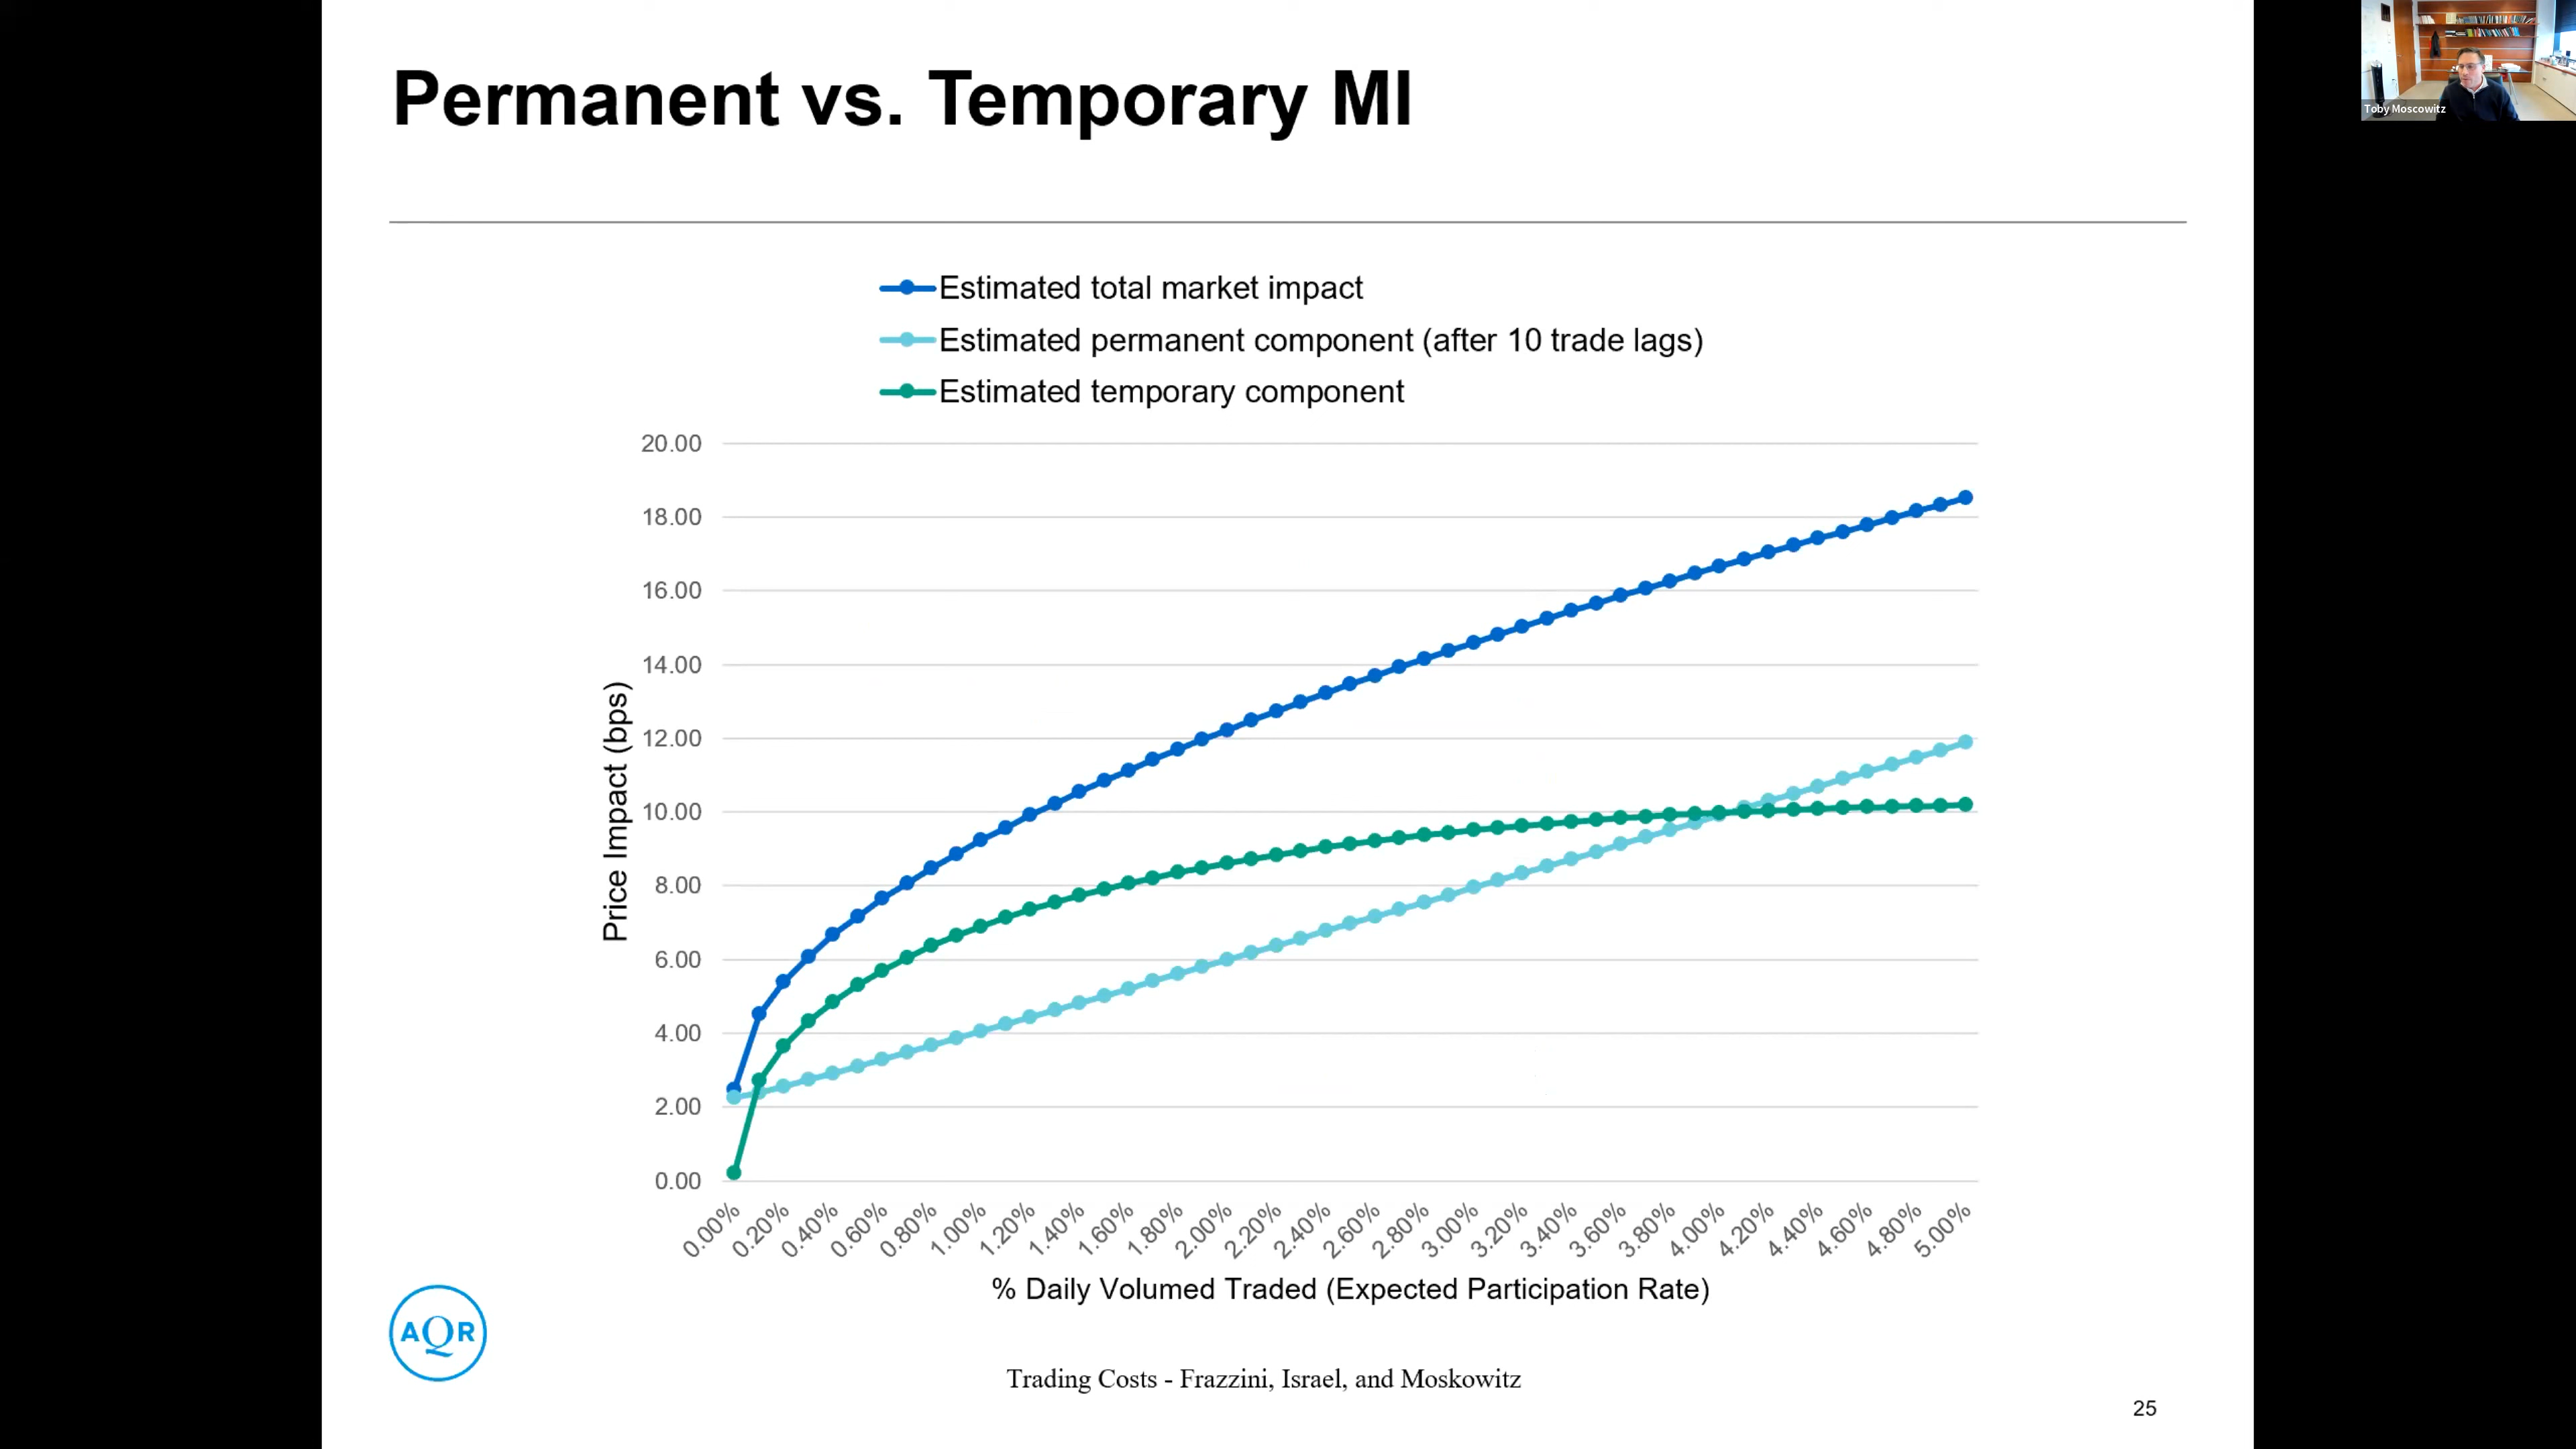 Permanent vs. Temporary MI
Toby Moscowitz
Estimated total market impact
Estimated permanent component (after 10 trade lags)
Estimated temporary component
20.00
18.00
16.00
14.00
12.00
10.00
8.00
6.00
4.00
2.00
0.00
Price Impact (bps)
0.00% 0.20% 0.40% 0.60% 0.80% 1.00% 1.20% 1.40% 1.60% 1.80% 2.00% 2.20% 2.40% 2.60% 2.80% 3.00% 3.20% 3.40% 3.60% 3.80% 4.00% 4.20% 4.40% 4.60% 4.80% 5.00%
% Daily Volumed Traded (Expected Participation Rate)
AQR
Trading Costs - Frazzini, Israel, and Moskowitz
25